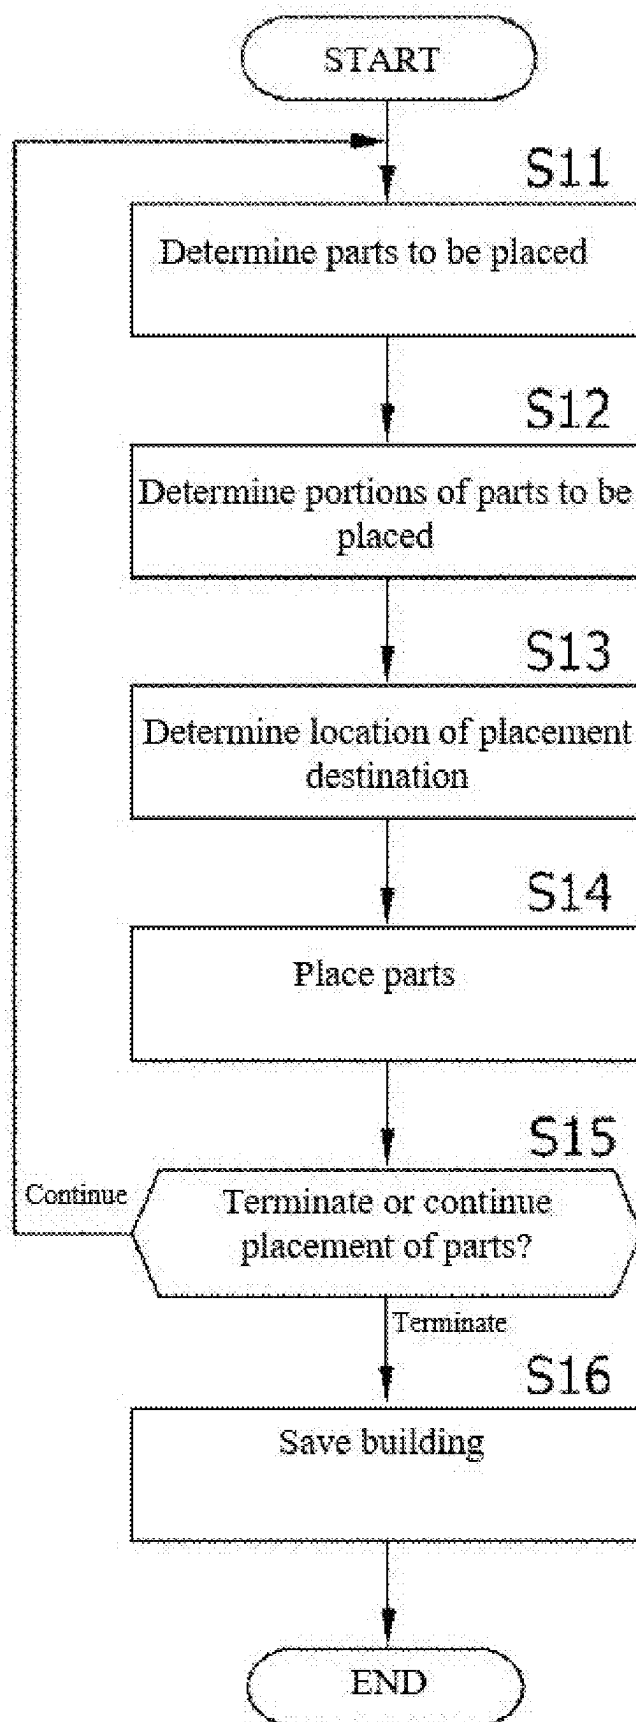 START
S11
Determine parts to be placed
S12
Determine portions of parts to be
placed
S13
Determine location of placement
destination
S14
Place parts
S15
Continue
Terminate or continue
placement of parts?
Terminate
S16
Save building
END